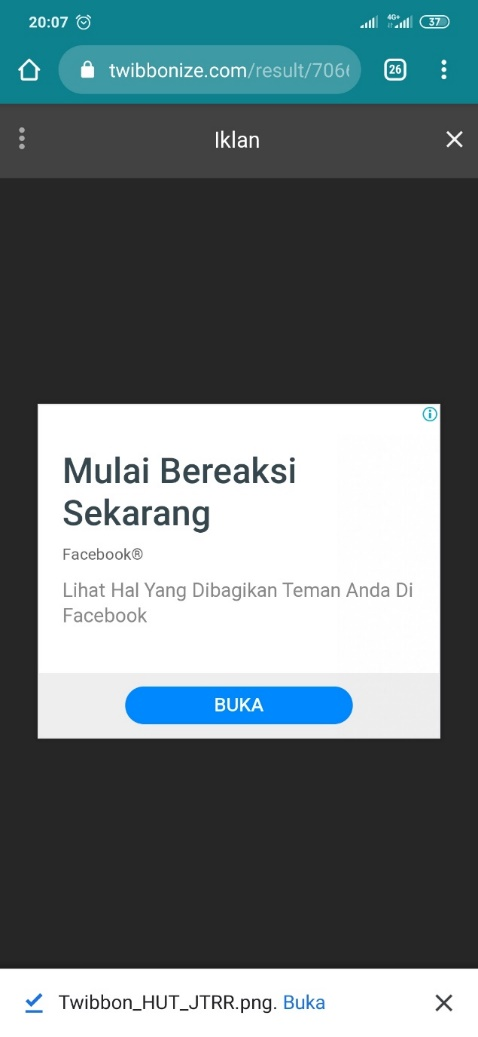 20:07
4G+
37
twibbonize.com/result/706
26
Iklan
Mulai Bereaksi
Sekarang
Facebook®
Lihat Hal Yang Dibagikan Teman Anda Di
Facebook
BUKA
Twibbon_HUT_JTRR.png. Buka